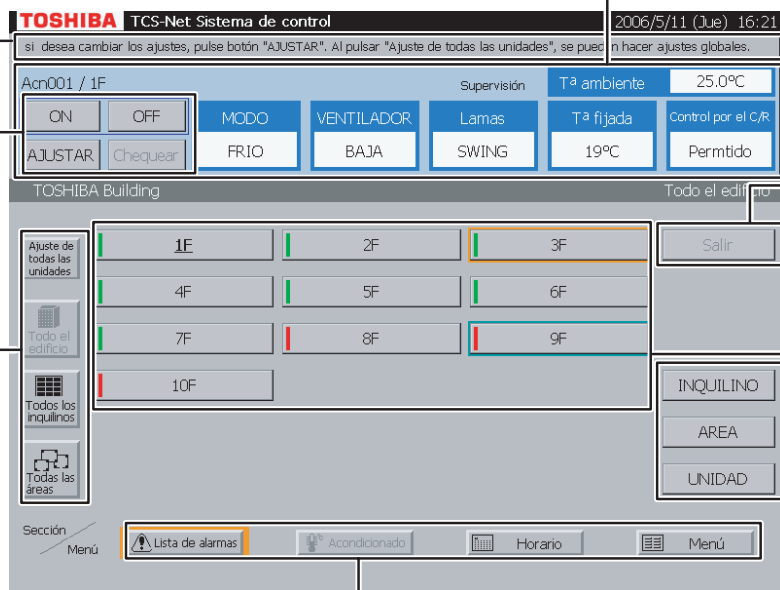 TOSHIBA TCS-Net Sistema de control 2006/5/11 (Jue) 16:21
si desea cambiar los ajustes, pulse botón "AJUSTAR". Al pulsar "Ajuste de todas las unidades", se pueden hacer ajustes globales.
Acn001 / 1F Supervisión Tª ambiente 25.0ºC
ON OFF MODO VENTILADOR Lamas Tª fijada Control por el C/R
AJUSTAR Chequear FRIO BAJA SWING 19ºC Permtido
TOSHIBA Building Todo el edificio
Ajuste de
todas las
unidades
1F 2F 3F Salir
4F 5F 6F
Todo el
edificio
7F 8F 9F
10F INQUILINO
Todos los
inquilinos
AREA
Todas las
áreas
UNIDAD
Sección
Menú
Lista de alarmas Acondicionado Horario Menú